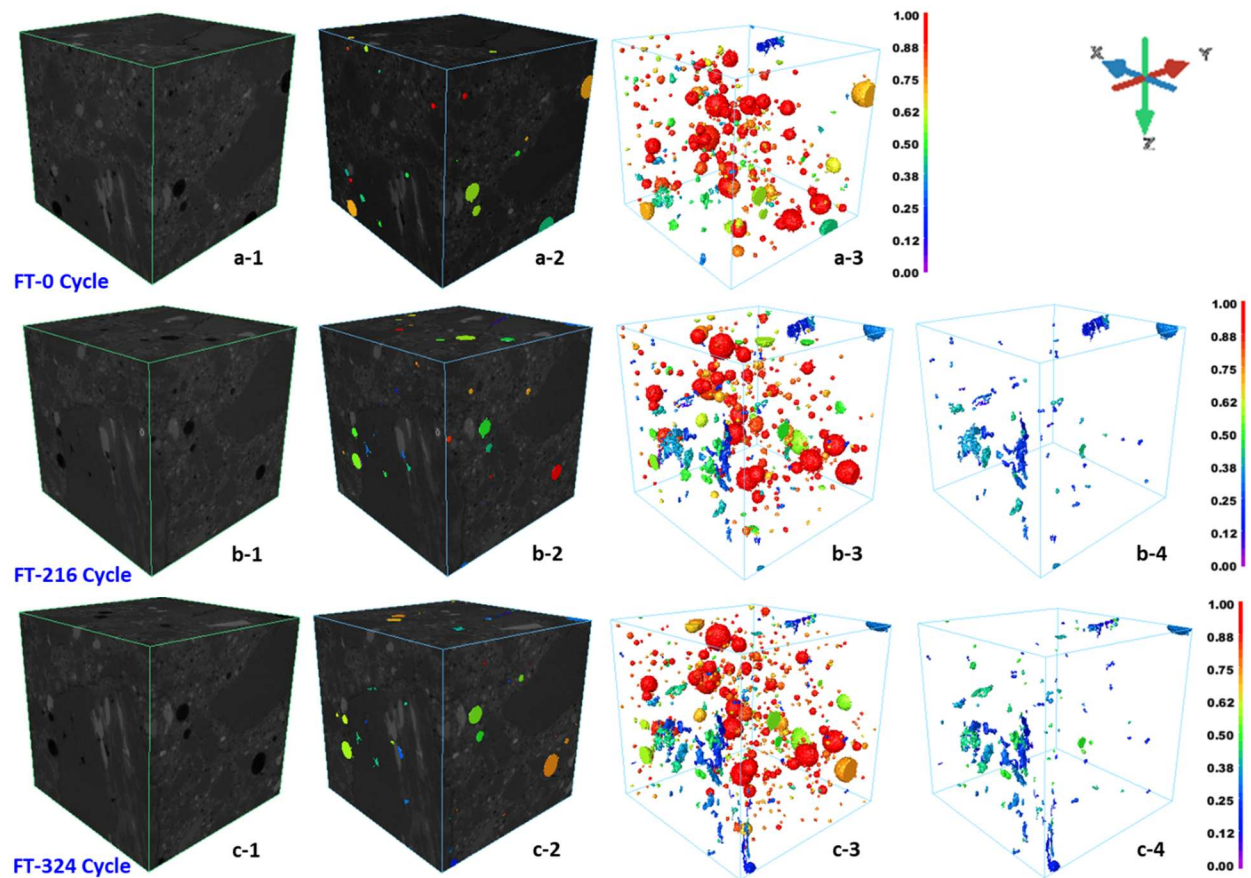 1.00
0.88
0.75
0.62
0.50
0.38
0.25
0.12
0.00
X
Y
Z
a-1
a-2
a-3
FT-0 Cycle
1.00
0.88
0.75
0.62
0.50
0.38
0.25
0.12
0.00
b-1
b-2
b-3
b-4
FT-216 Cycle
1.00
0.88
0.75
0.62
0.50
0.38
0.25
0.12
0.00
c-1
c-2
c-3
c-4
FT-324 Cycle